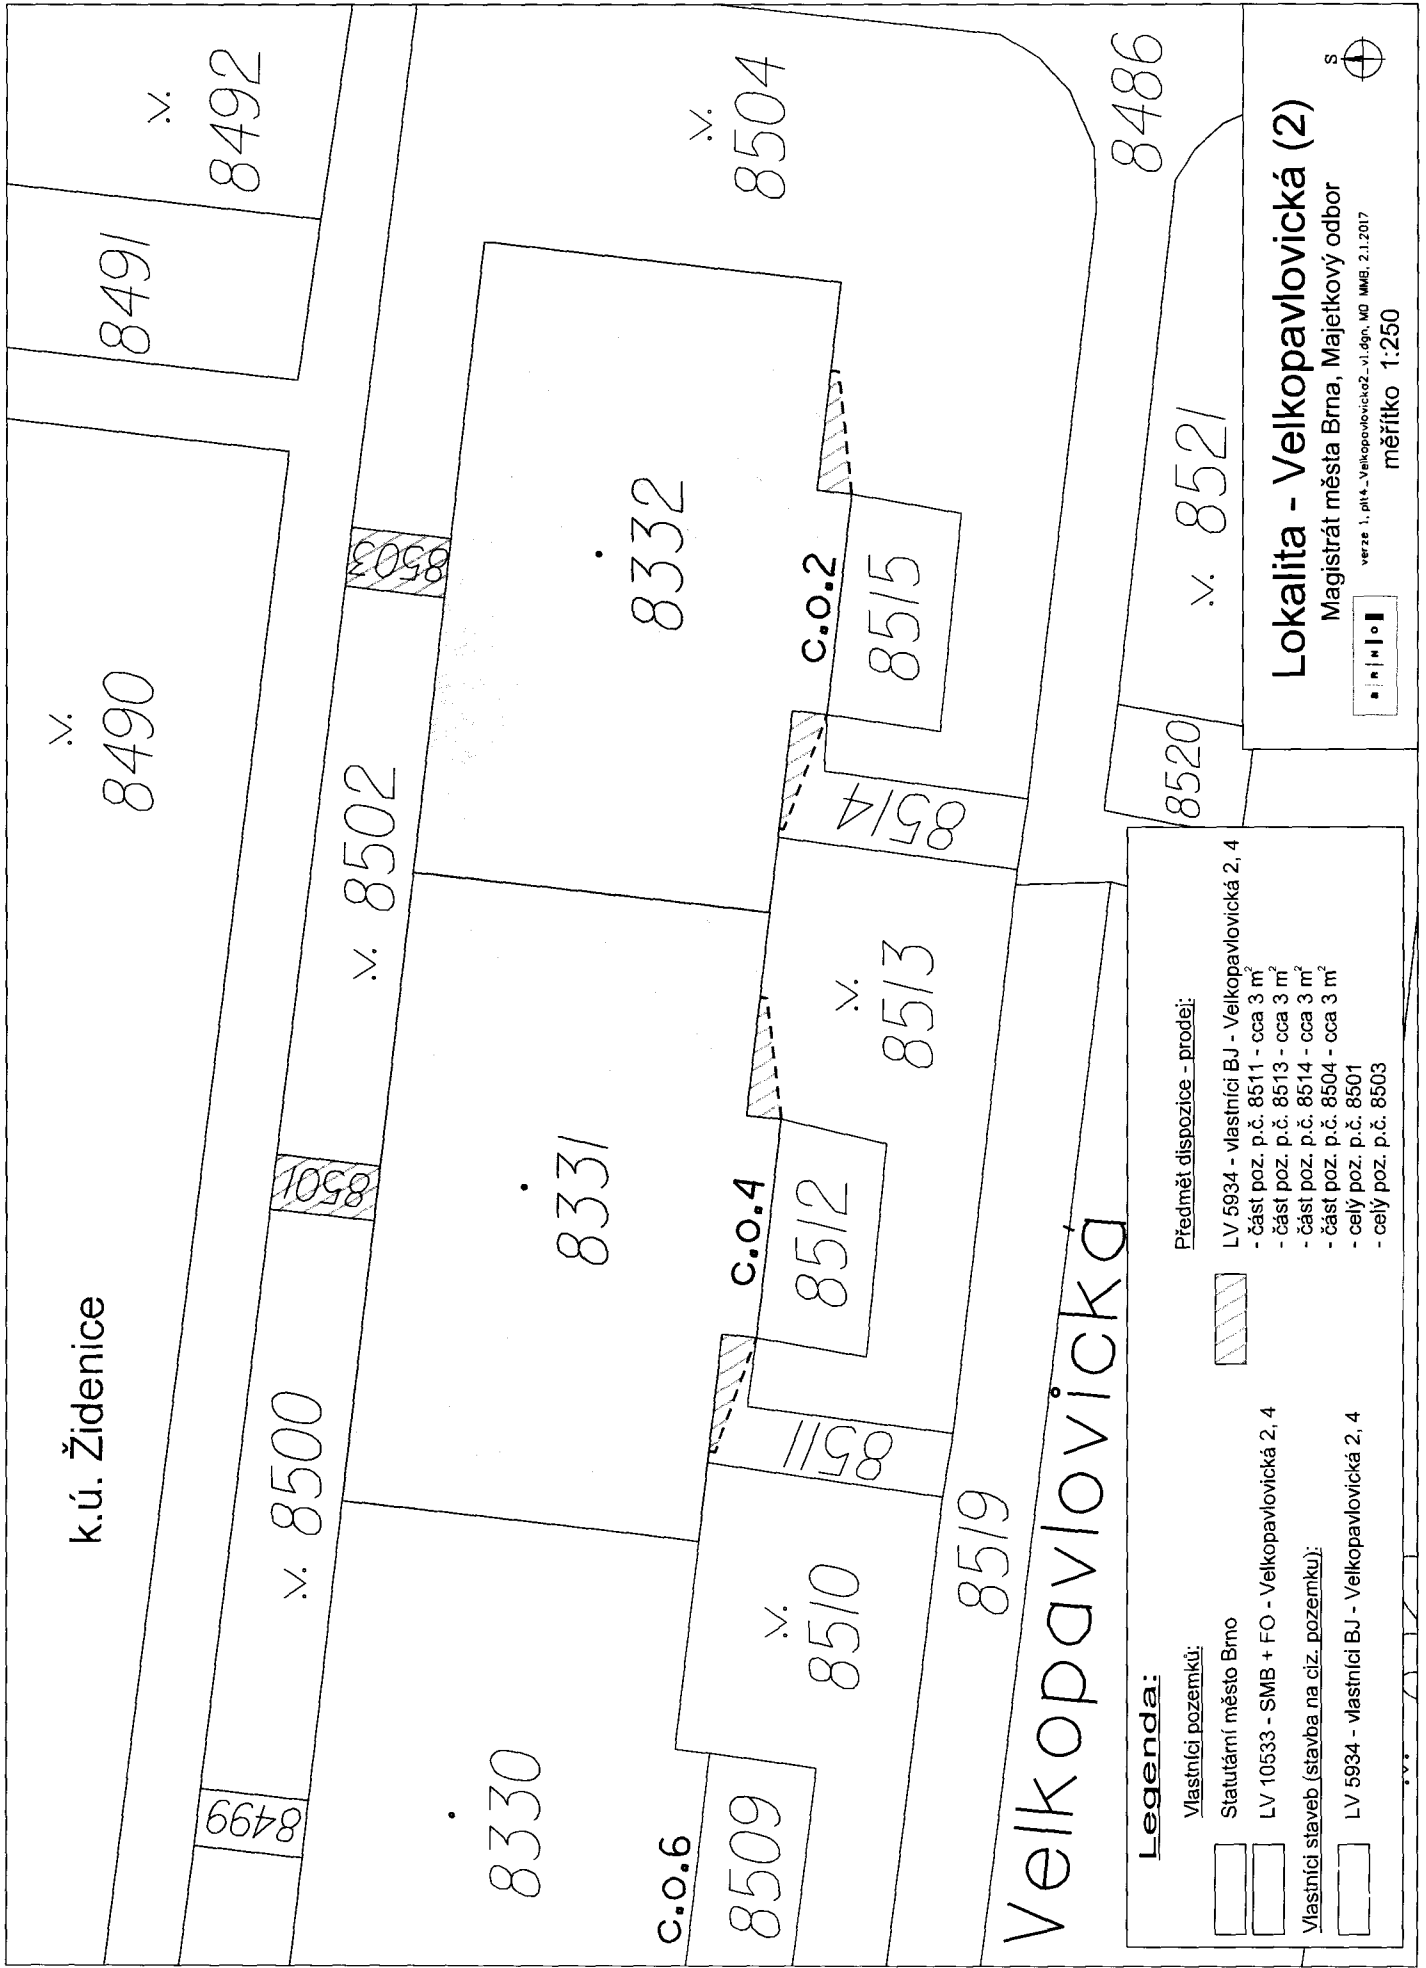 k.ú. Židenice
8490
8491
8492
8499
8500
8501
8502
8503
8504
8330
8331
8332
č.o.6
č.o.4
č.o.2
8509
8510
8511
8512
8513
8514
8515
8519
8520
8521
8486
Velkopavlovická
Legenda:
Vlastníci pozemků:
Statutární město Brno
LV 10533 - SMB + FO - Velkopavlovická 2, 4
Vlastníci staveb (stavba na ciz. pozemku):
LV 5934 - vlastníci BJ - Velkopavlovická 2, 4
Předmět dispozice - prodej:
LV 5934 - vlastníci BJ - Velkopavlovická 2, 4
- část poz. p.č. 8511 - cca 3 m²
- část poz. p.č. 8513 - cca 3 m²
- část poz. p.č. 8514 - cca 3 m²
- část poz. p.č. 8504 - cca 3 m²
- celý poz. p.č. 8501
- celý poz. p.č. 8503
Lokalita - Velkopavlovická (2)
Magistrát města Brna, Majetkový odbor
verze 1, plt4_Velkopavlovicka2_v1.dgn, MO MMB, 2.1.2017
měřítko 1:250
B R N O
S